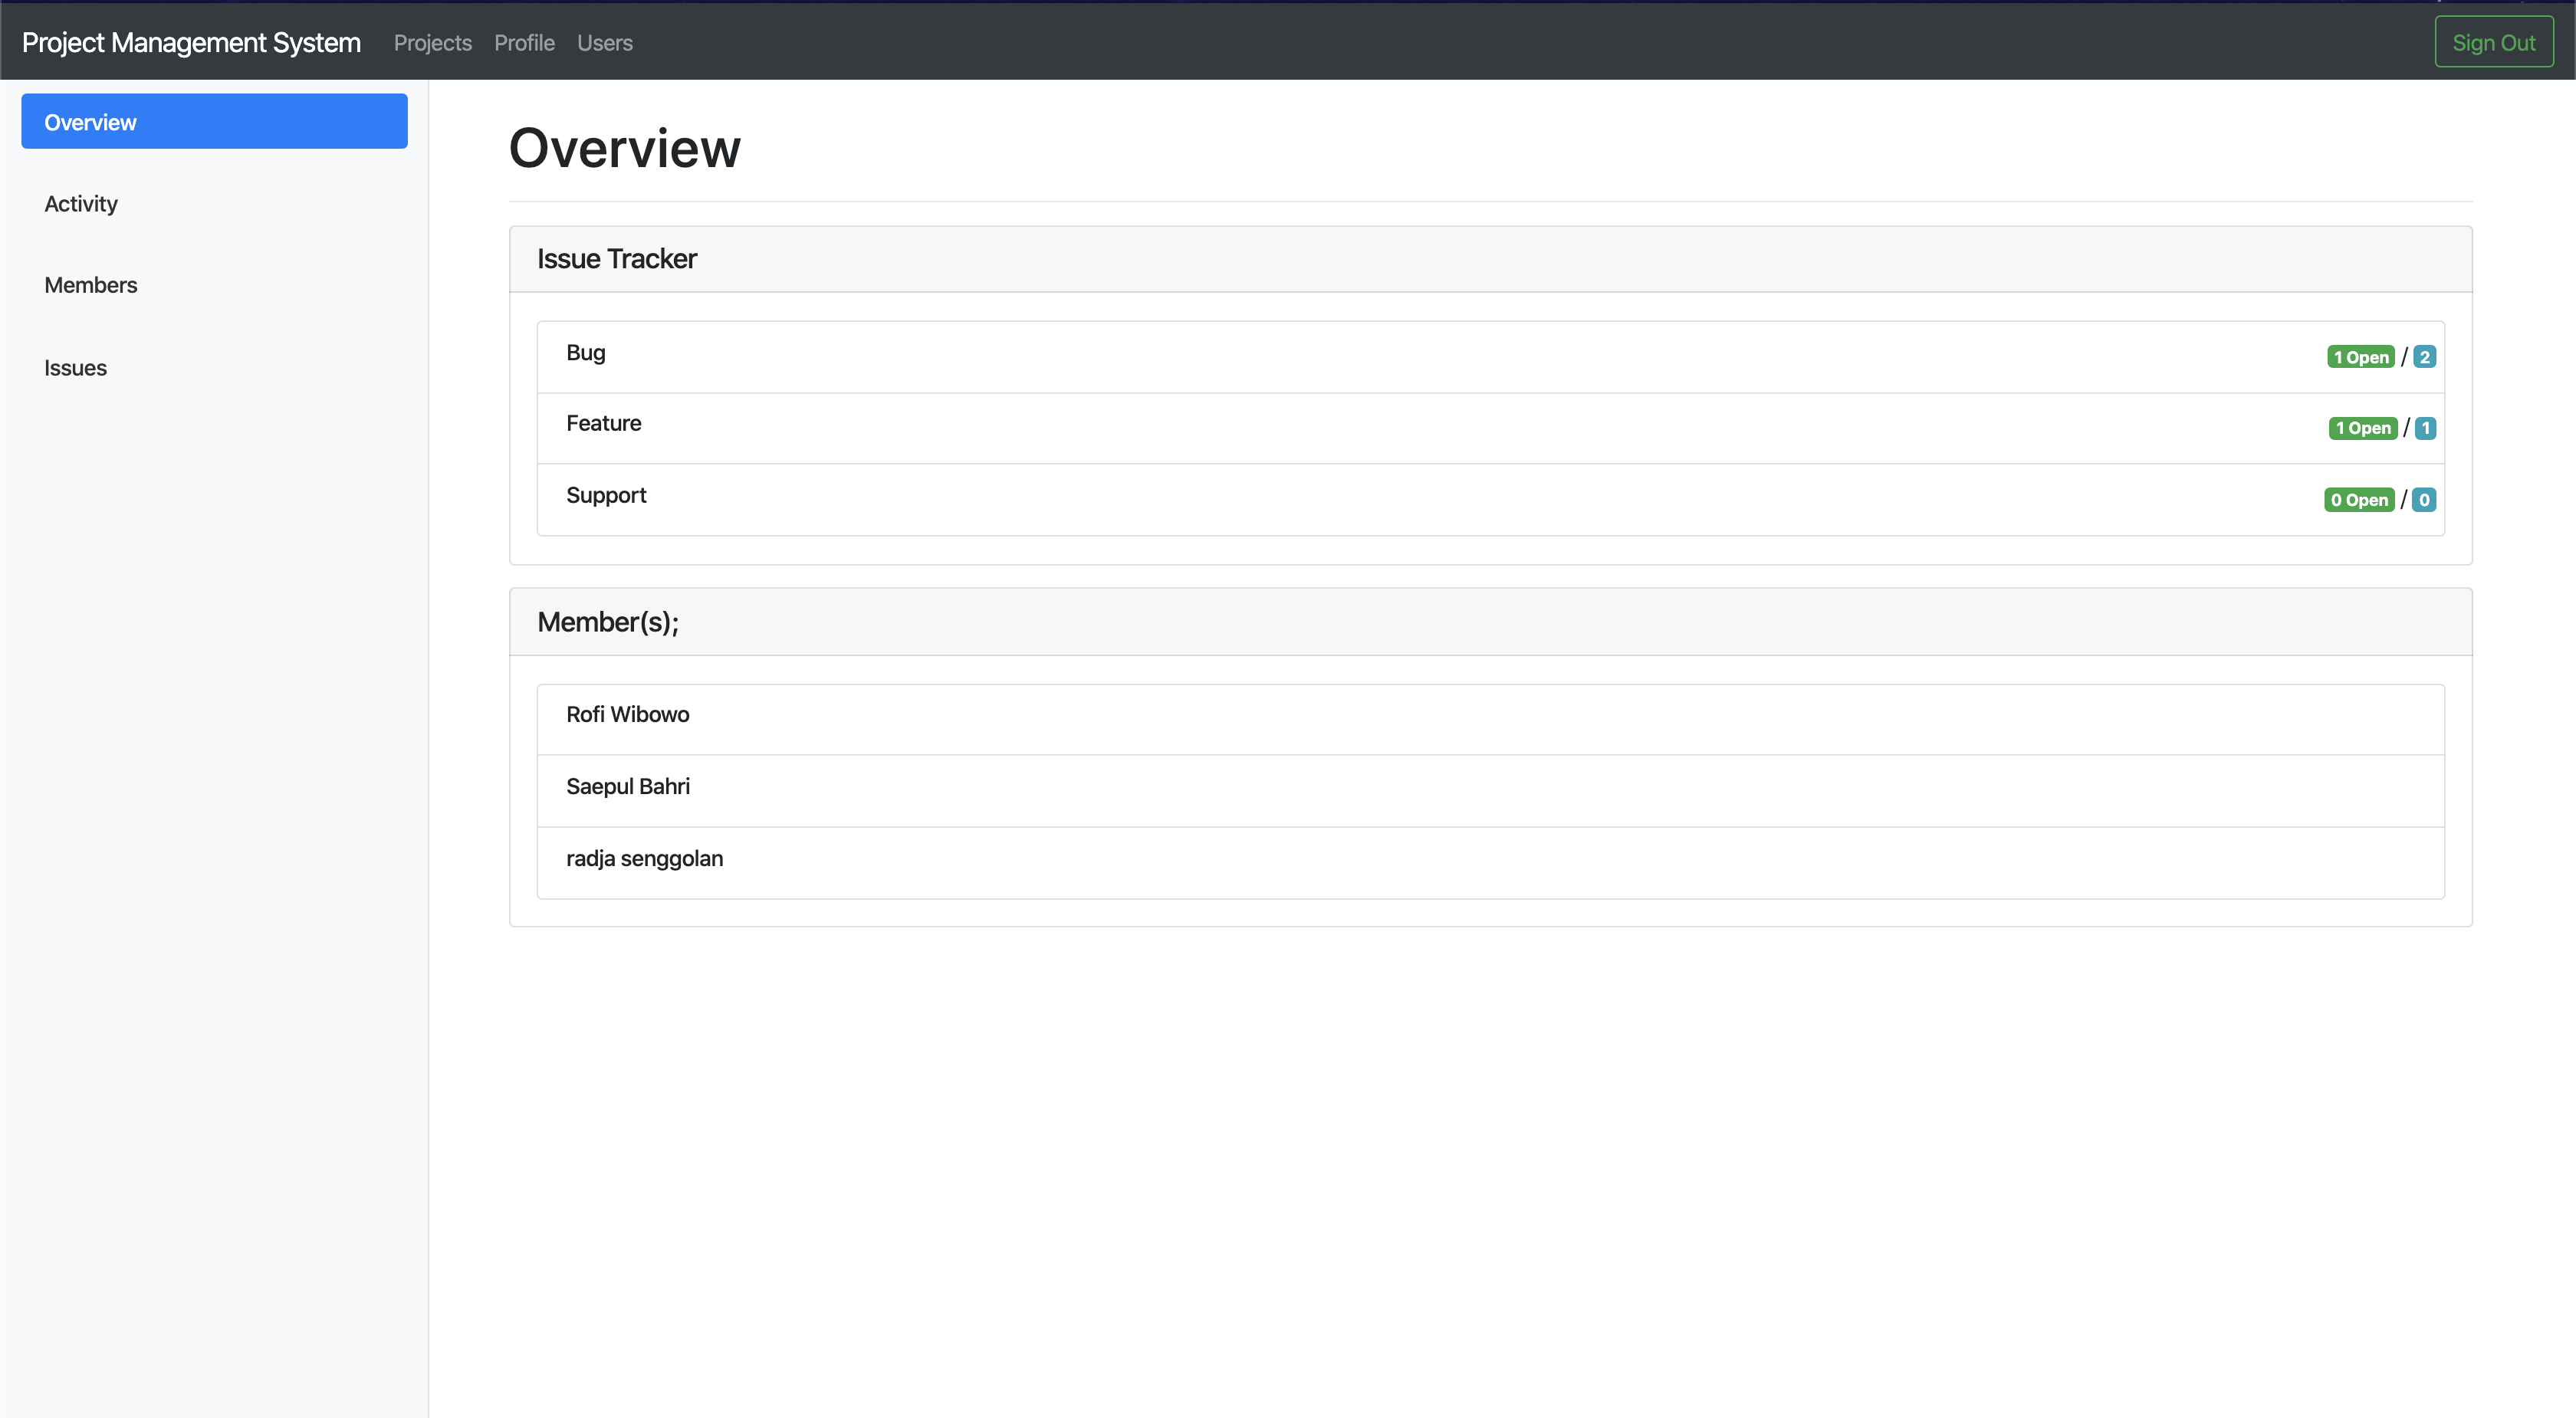 Project Management System Projects Profile Users Sign Out
Overview
Activity
Members
Issues
Overview
Issue Tracker
Bug 1 Open / 2
Feature 1 Open / 1
Support 0 Open / 0
Member(s);
Rofi Wibowo
Saepul Bahri
radja senggolan